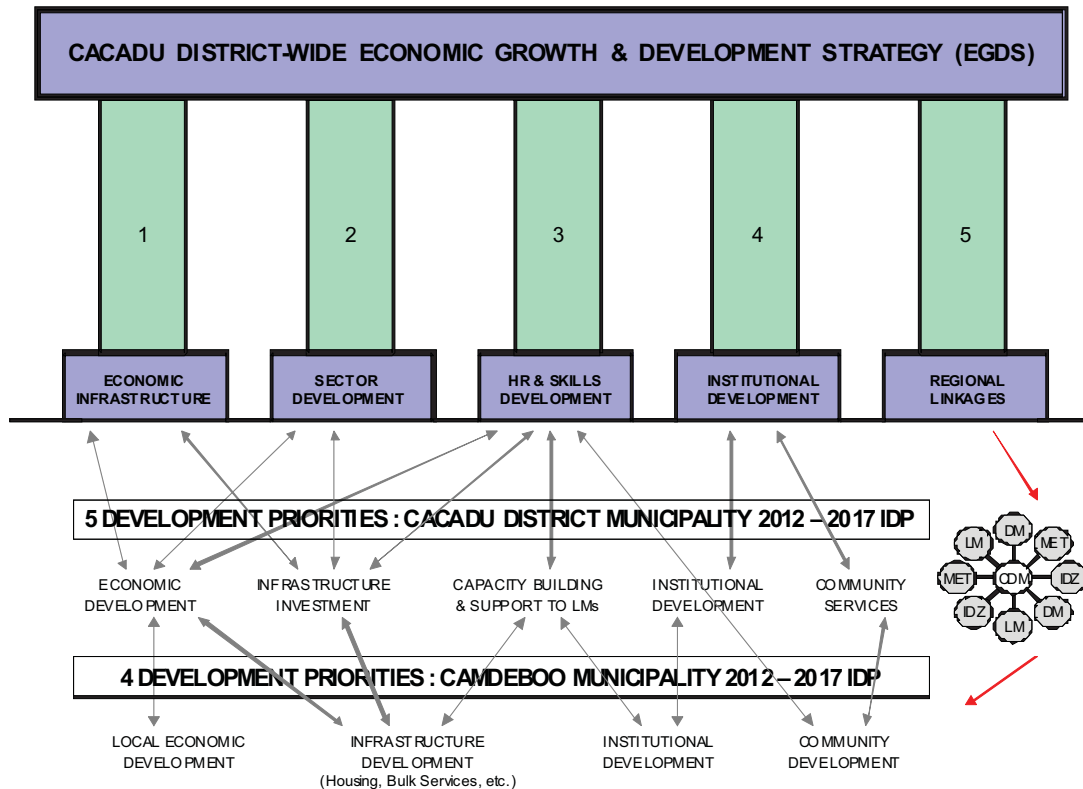 CACADU DISTRICT-WIDE ECONOMIC GROWTH & DEVELOPMENT STRATEGY (EGDS)
1
2
3
4
5
ECONOMIC
INFRASTRUCTURE
SECTOR
DEVELOPMENT
HR & SKILLS
DEVELOPMENT
INSTITUTIONAL
DEVELOPMENT
REGIONAL
LINKAGES
5 DEVELOPMENT PRIORITIES : CACADU DISTRICT MUNICIPALITY 2012 – 2017 IDP
ECONOMIC
DEVELOPMENT
INFRASTRUCTURE
INVESTMENT
CAPACITY BUILDING
& SUPPORT TO LMs
INSTITUTIONAL
DEVELOPMENT
COMMUNITY
SERVICES
DM
LM
MET
MET
CDM
IDZ
IDZ
DM
LM
4 DEVELOPMENT PRIORITIES : CAMDEBOO MUNICIPALITY 2012 – 2017 IDP
LOCAL ECONOMIC
DEVELOPMENT
INFRASTRUCTURE
DEVELOPMENT
(Housing, Bulk Services, etc.)
INSTITUTIONAL
DEVELOPMENT
COMMUNITY
DEVELOPMENT